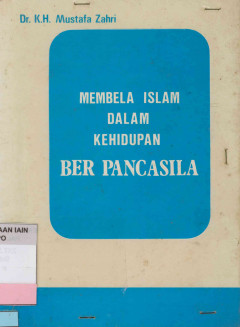 Dr. K.H. Mustafa Zahri
MEMBELA ISLAM
DALAM
KEHIDUPAN
BER PANCASILA
AAN IAIN